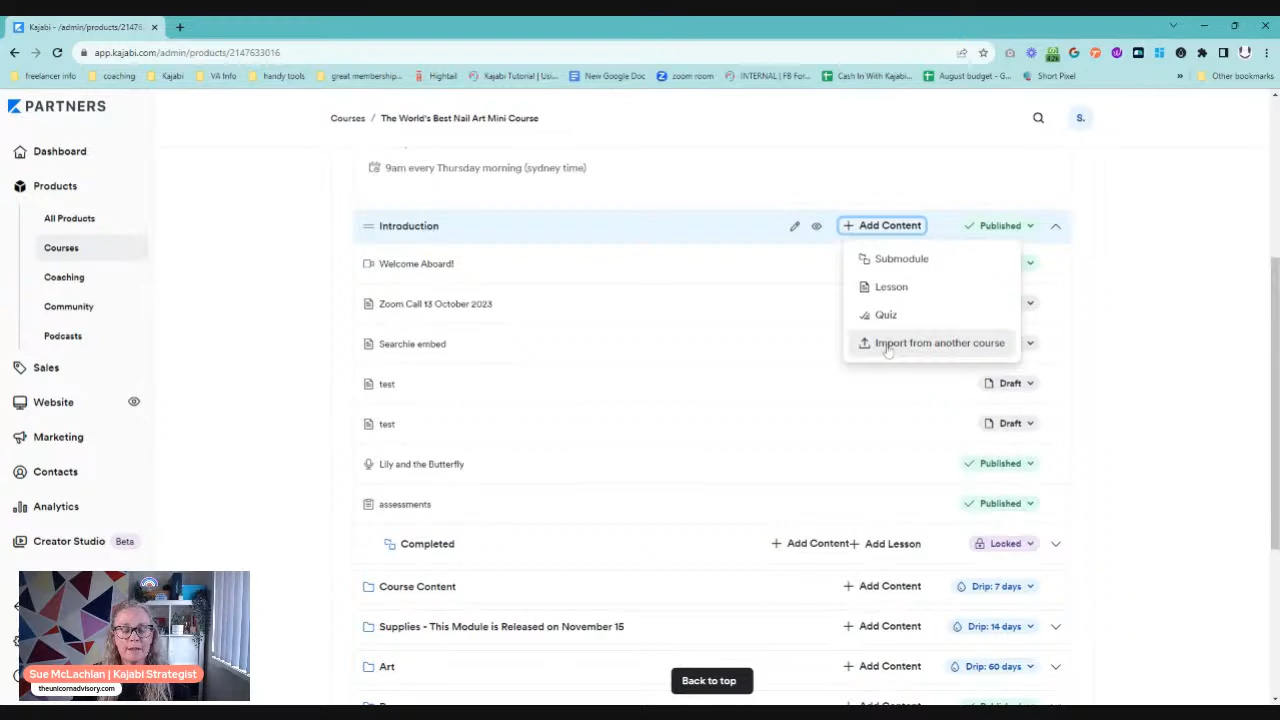 Kajabi - /admin/products/21476
app.kajabi.com/admin/products/2147633016
freelancer info
coaching
Kajabi
VA Info
handy tools
great membership...
Hightail
Kajabi Tutorial | Usi...
New Google Doc
zoom room
INTERNAL | FB For...
Cash In With Kajabi...
August budget - G...
Short Pixel
»
Other bookmarks
PARTNERS
Courses / The World's Best Nail Art Mini Course
S.
Dashboard
Products
All Products
Courses
Coaching
Community
Podcasts
Sales
Website
Marketing
Contacts
Analytics
Creator Studio Beta
9am every Thursday morning (sydney time)
Introduction
+ Add Content
Published
Submodule
Lesson
Quiz
Import from another course
Welcome Aboard!
Zoom Call 13 October 2023
Searchie embed
test
Draft
test
Draft
Lily and the Butterfly
Published
assessments
Published
Completed
+ Add Content
+ Add Lesson
Locked
Course Content
+ Add Content
Drip: 7 days
Supplies - This Module is Released on November 15
+ Add Content
Drip: 14 days
Art
+ Add Content
Drip: 60 days
Back to top
Sue McLachlan | Kajabi Strategist
theunicornadvisory.com